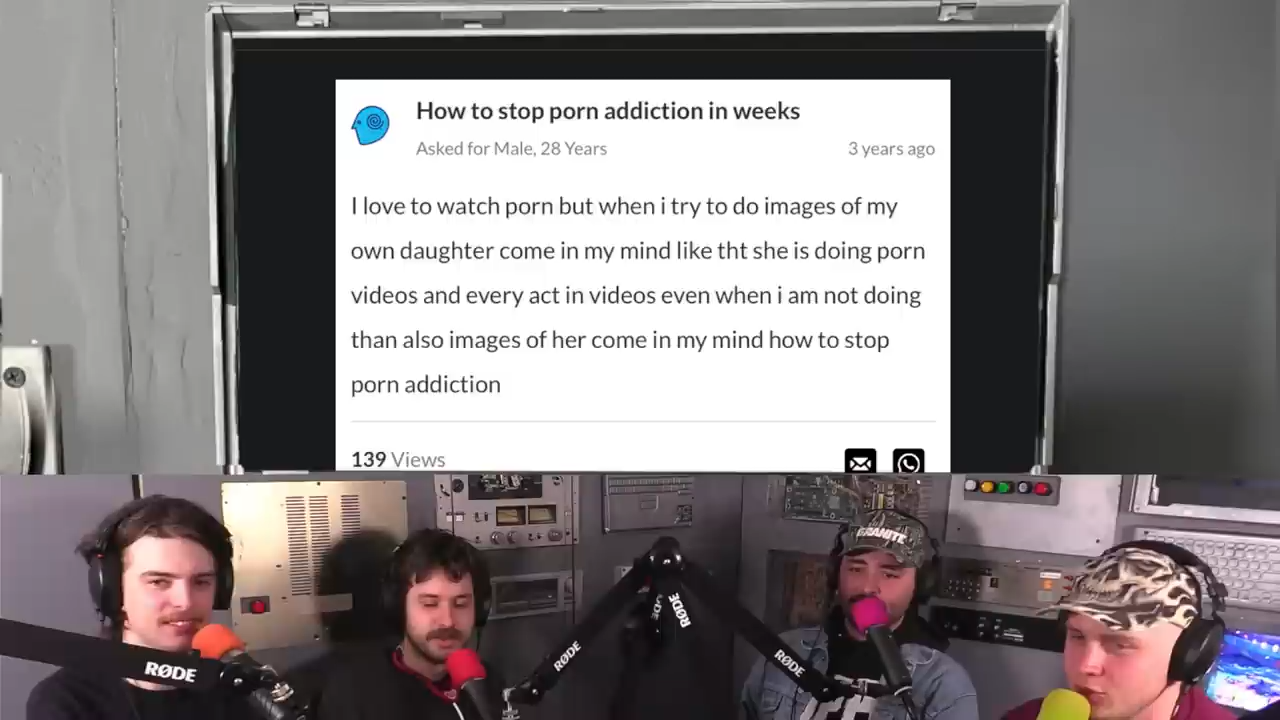 How to stop porn addiction in weeks
Asked for Male, 28 Years
3 years ago
I love to watch porn but when i try to do images of my
own daughter come in my mind like tht she is doing porn
videos and every act in videos even when i am not doing
than also images of her come in my mind how to stop
porn addiction
139 Views
GRANITE
RØDE
RØDE
RØDE
RØDE